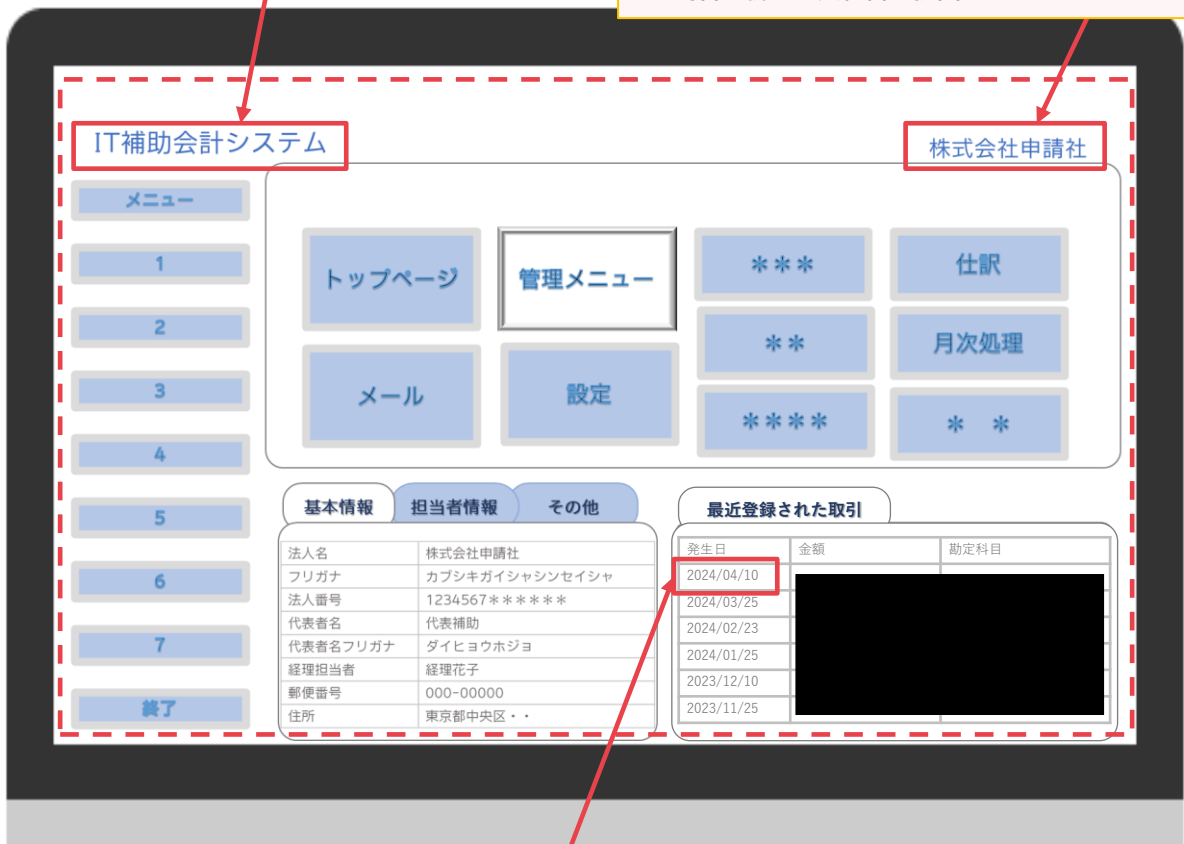 IT補助会計システム
株式会社申請社
メニュー
1
2
3
4
5
6
7
終了
トップページ
管理メニュー
***
仕訳
**
月次処理
メール
設定
****
* *
基本情報
担当者情報
その他
法人名 株式会社申請社
フリガナ カブシキガイシャシンセイシャ
法人番号 1234567******
代表者名 代表補助
代表者名フリガナ ダイヒョウホジョ
経理担当者 経理花子
郵便番号 000-00000
住所 東京都中央区・・
最近登録された取引
発生日 金額 勘定科目
2024/04/10
2024/03/25
2024/02/23
2024/01/25
2023/12/10
2023/11/25